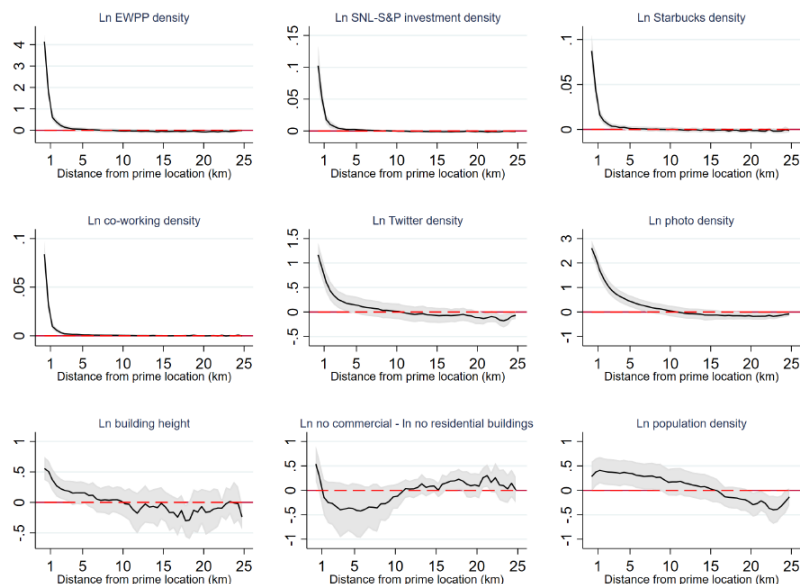 Ln EWPP density
Ln SNL-S&P investment density
Ln Starbucks density
4
3
2
1
0
.15
.1
.05
0
.1
.05
0
1 5 10 15 20 25
1 5 10 15 20 25
1 5 10 15 20 25
Distance from prime location (km)
Distance from prime location (km)
Distance from prime location (km)
Ln co-working density
Ln Twitter density
Ln photo density
.1
.05
0
1.5
1
.5
0
-.5
3
2
1
0
-1
1 5 10 15 20 25
1 5 10 15 20 25
1 5 10 15 20 25
Distance from prime location (km)
Distance from prime location (km)
Distance from prime location (km)
Ln building height
Ln no commercial - ln no residential buildings
Ln population density
1
.5
0
-.5
1
.5
0
-.5
-1
1
.5
0
-.5
-1
1 5 10 15 20 25
1 5 10 15 20 25
1 5 10 15 20 25
Distance from prime location (km)
Distance from prime location (km)
Distance from prime location (km)